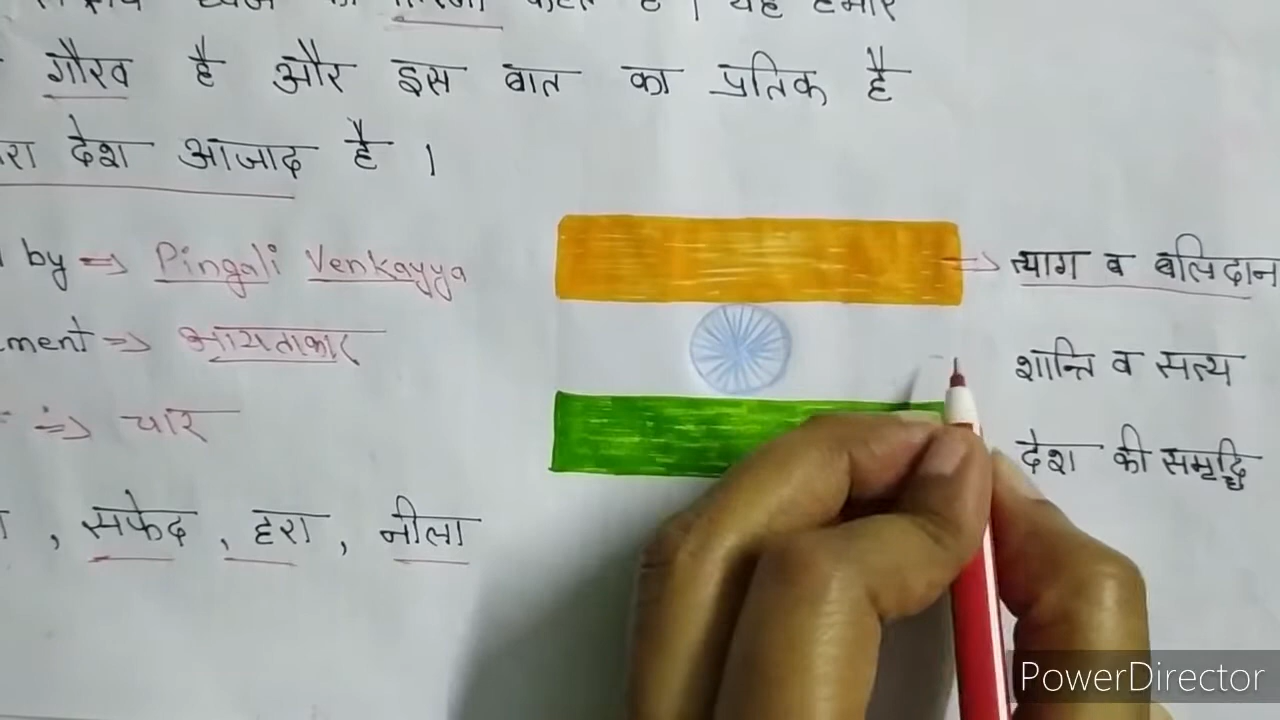 गौरव है और इस बात का प्रतिक है
रा देश आजाद है ।
by ⇒ Pingali Venkayya
त्याग व बलिदान
ment ⇒ आयताकार
शान्ति व सत्य
⇒ चार
देश की समृद्धि
, सफेद , हरा , नीला
PowerDirector